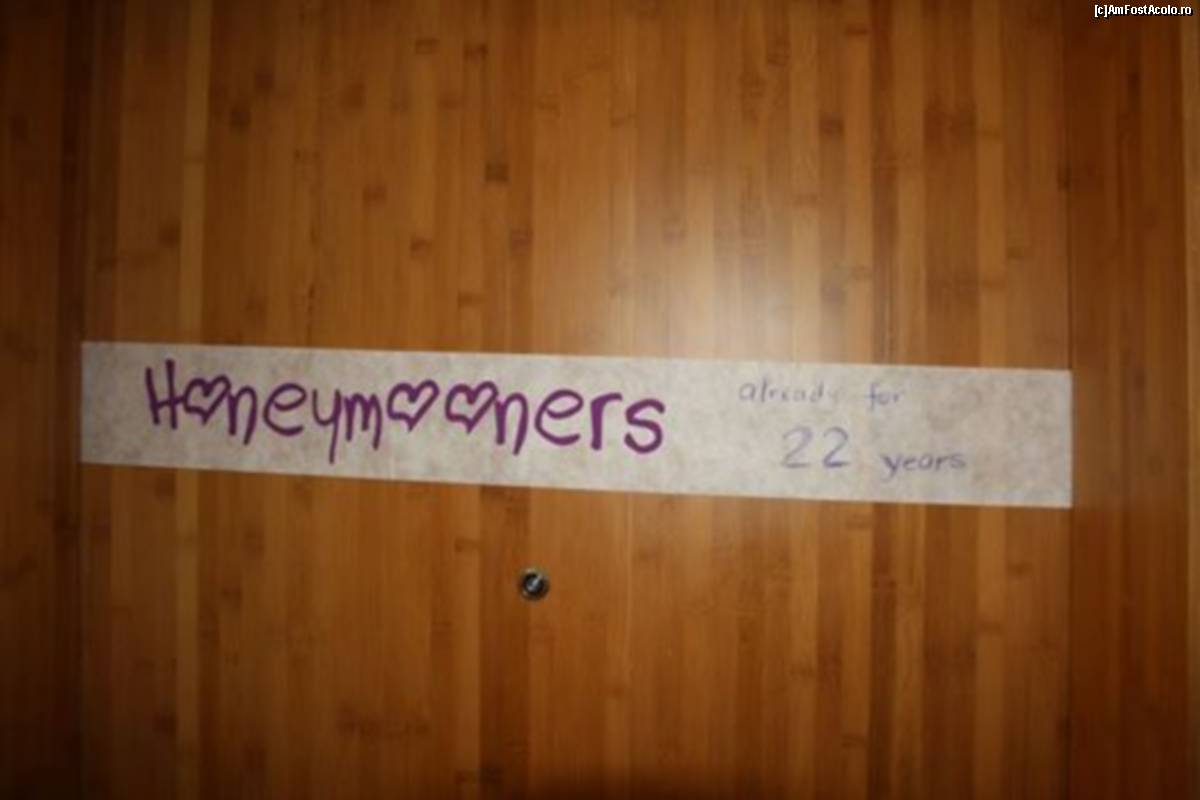 [c]AmFostAcolo.ro
Honeymooners
already for
22 years